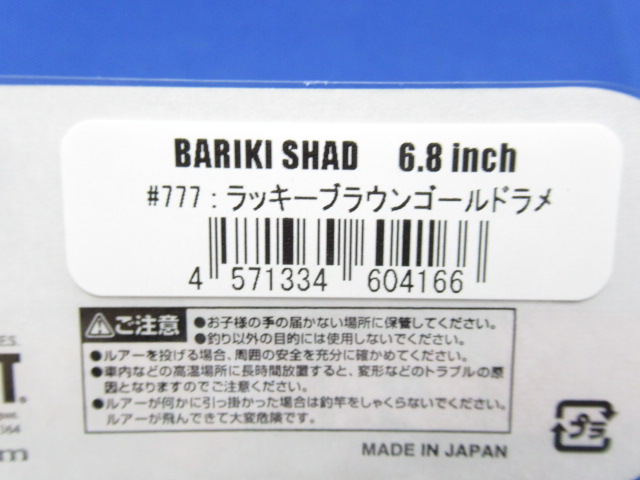 BARIKI SHAD 6.8 inch
#777:ラッキーブラウンゴールドラメ
4 571334 604166
ご注意
●お子様の手の届かない場所に保管してください。
●釣り以外の目的には使用しないでください。
●ルアーを投げる場合、周囲の安全を充分に確かめてください。
●車内などの高温場所に長時間放置すると、変形などのトラブルの原
因となりますのでご注意ください。
●ルアーが何かに引っ掛かった場合は釣竿をしゃくらないでください。
ルアーが飛んできて大変危険です。
ES.
T.
364
m
MADE IN JAPAN
プラ